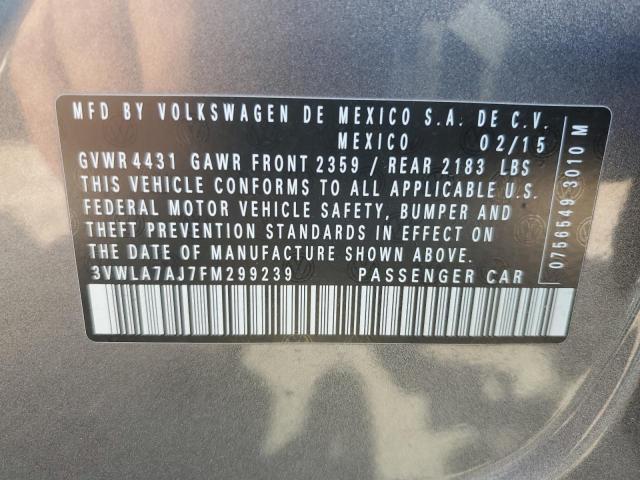 MFD BY VOLKSWAGEN DE MEXICO S.A. DE C.V.
MEXICO 02/15
GVWR 4431 GAWR FRONT 2359 / REAR 2183 LBS
THIS VEHICLE CONFORMS TO ALL APPLICABLE U.S.
FEDERAL MOTOR VEHICLE SAFETY, BUMPER AND
THEFT PREVENTION STANDARDS IN EFFECT ON
THE DATE OF MANUFACTURE SHOWN ABOVE.
3VWLA7AJ7FM299239 PASSENGER CAR
0756549 3010 M